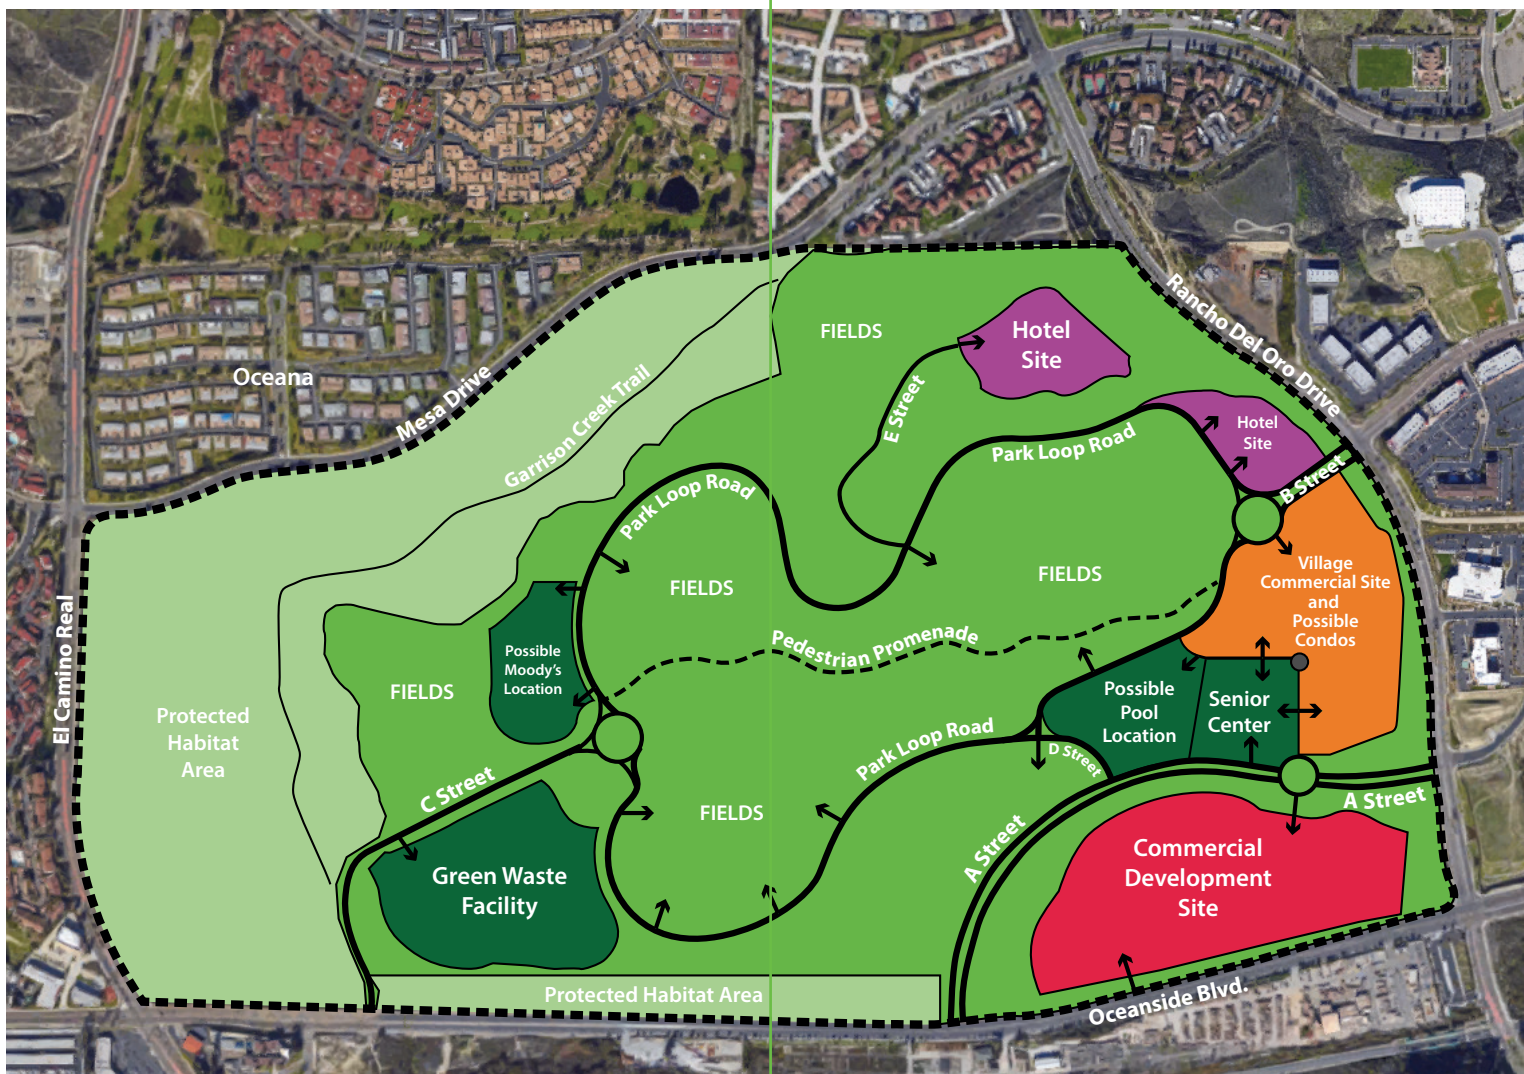 FIELDS
Hotel
Site
Rancho Del Oro Drive
Oceana
Mesa Drive
Garrison Creek Trail
E Street
Park Loop Road
Hotel
Site
B Street
Park Loop Road
FIELDS
FIELDS
Village
Commercial Site
and
Possible
Condos
El Camino Real
Protected
Habitat
Area
FIELDS
Possible
Moody's
Location
Pedestrian Promenade
Possible
Pool
Location
Senior
Center
Park Loop Road
D Street
C Street
FIELDS
A Street
A Street
Green Waste
Facility
Commercial
Development
Site
Protected Habitat Area
Oceanside Blvd.